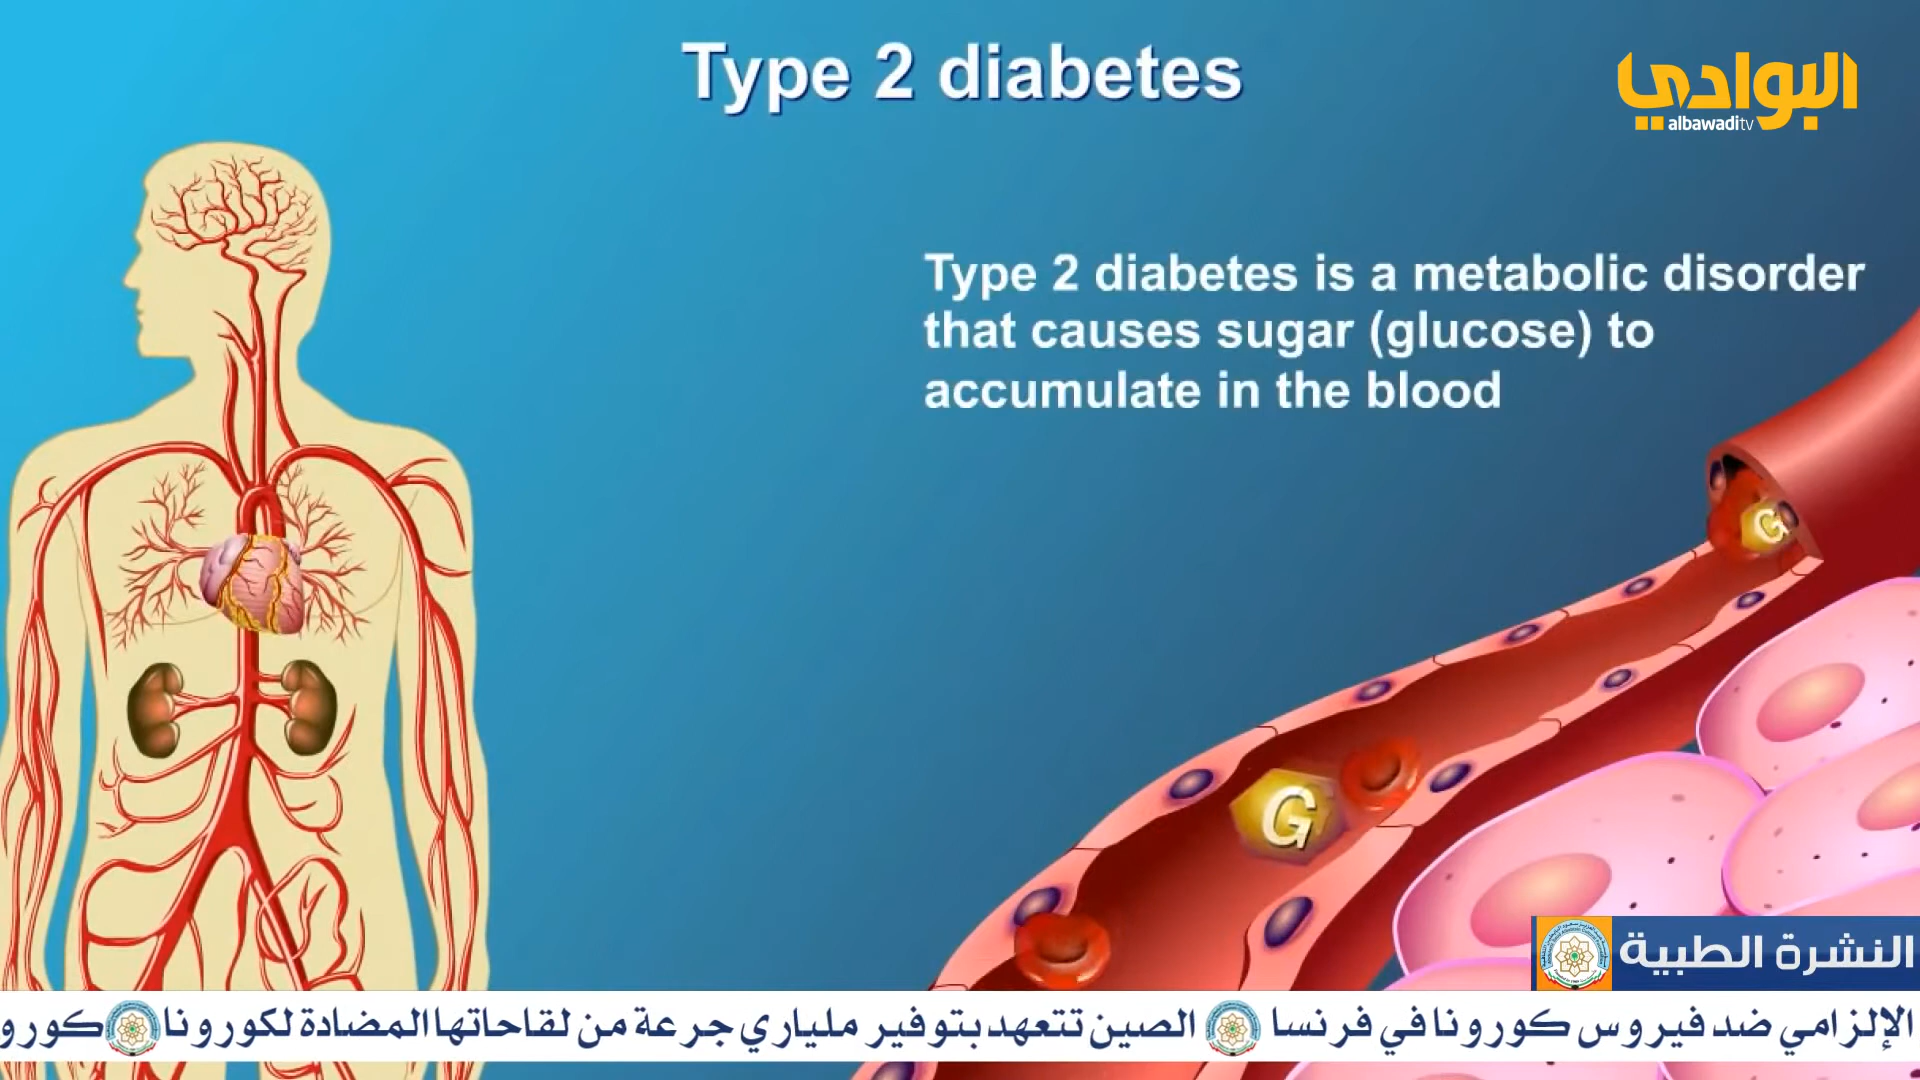 Type 2 diabetes
البوادي
albawaditv
Type 2 diabetes is a metabolic disorder
that causes sugar (glucose) to
accumulate in the blood
G
G
النشرة الطبية
الإلزامي ضد فيروس كورونا في فرنسا الصين تتعهد بتوفير ملياري جرعة من لقاحاتها المضادة لكورونا كورو